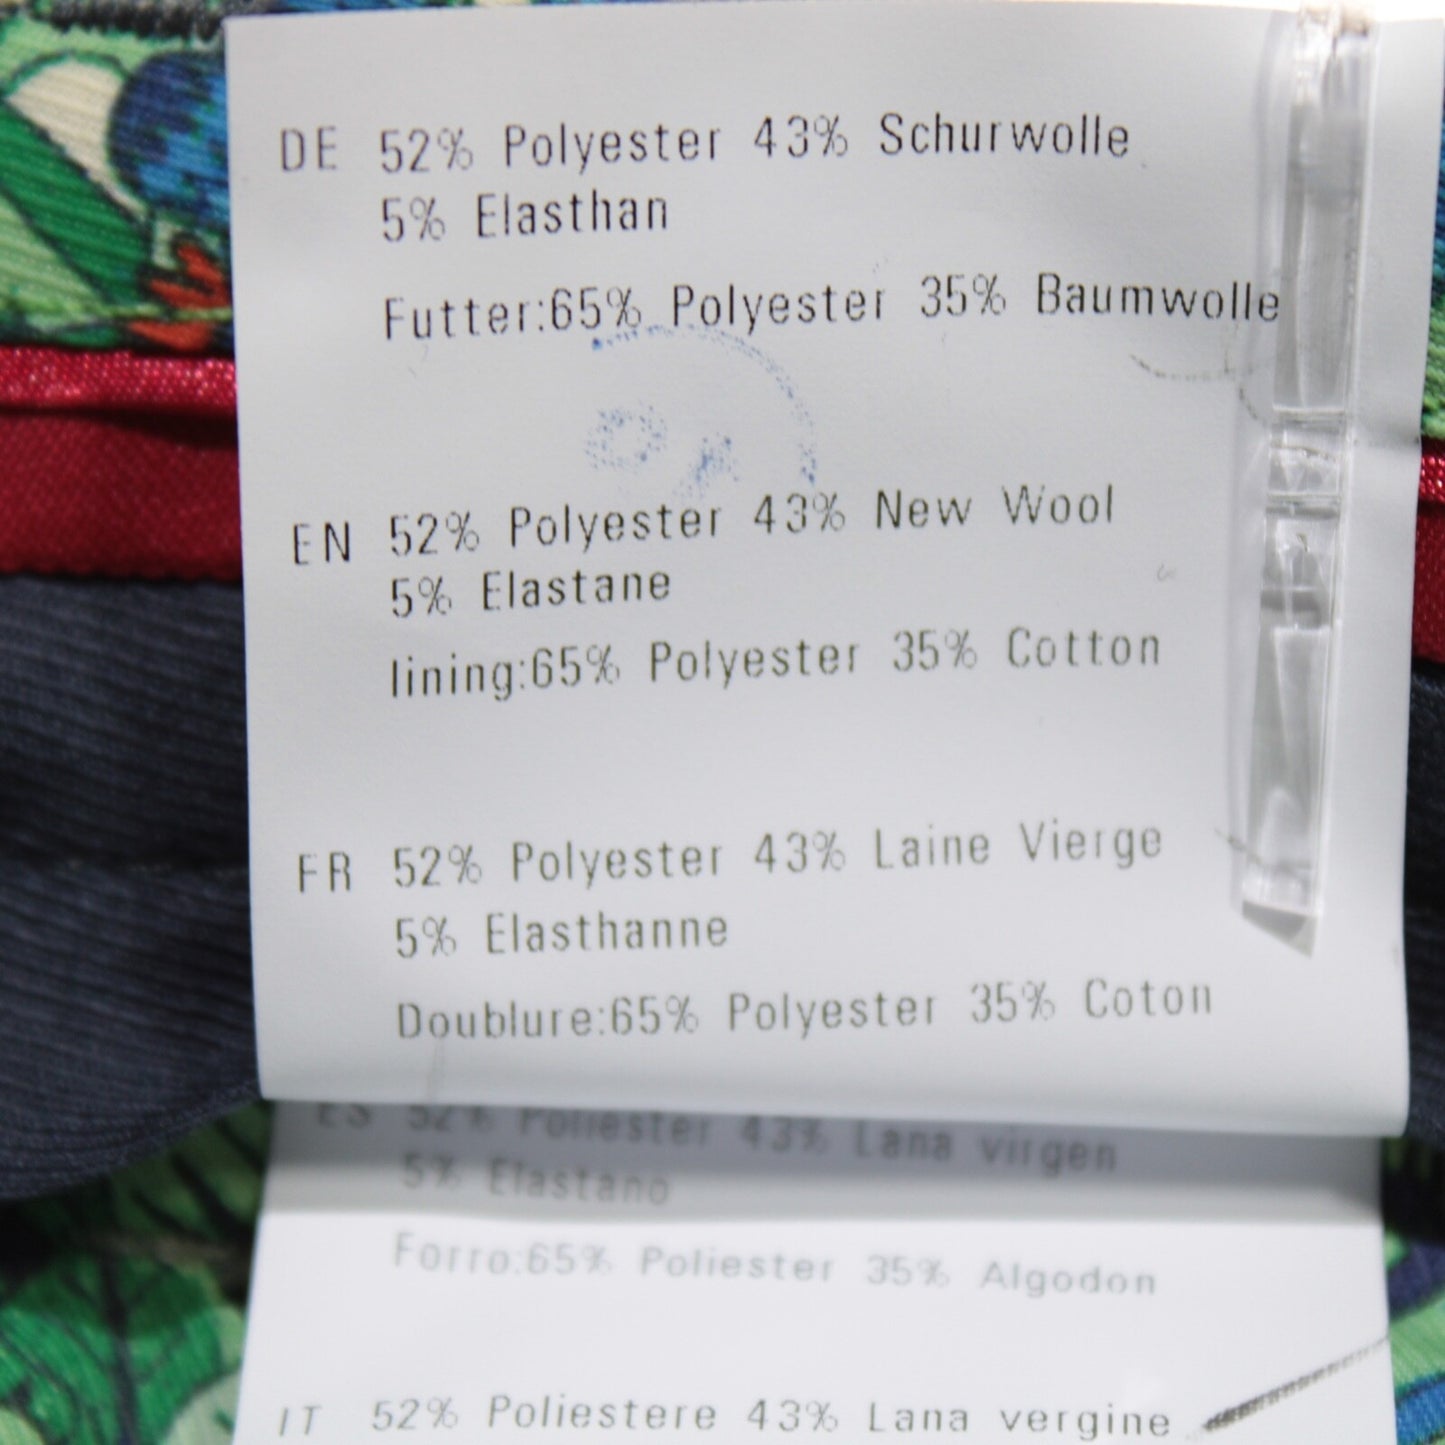 DE 52% Polyester 43% Schurwolle
5% Elasthan
Futter:65% Polyester 35% Baumwolle
EN 52% Polyester 43% New Wool
5% Elastane
lining:65% Polyester 35% Cotton
FR 52% Polyester 43% Laine Vierge
5% Elasthanne
Doublure:65% Polyester 35% Coton
ES 52% Poliester 43% Lana virgen
5% Elastano
Forro:65% Poliester 35% Algodon
IT 52% Poliestere 43% Lana vergine